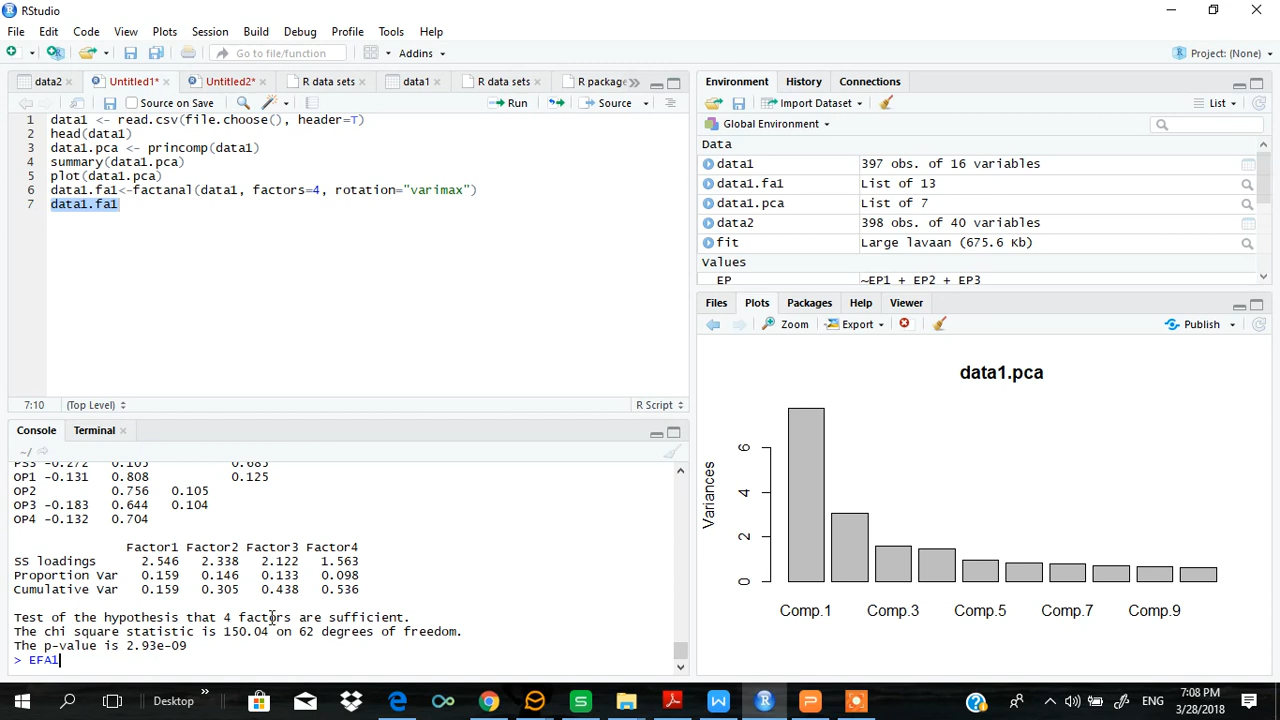 RStudio
File Edit Code View Plots Session Build Debug Profile Tools Help
Go to file/function Addins Project: (None)
data2 Untitled1* Untitled2* R data sets data1 R data sets R package
Source on Save Run Source
1 data1 <- read.csv(file.choose(), header=T)
2 head(data1)
3 data1.pca <- princomp(data1)
4 summary(data1.pca)
5 plot(data1.pca)
6 data1.fa1<-factanal(data1, factors=4, rotation="varimax")
7 data1.fa1
7:10 (Top Level) R Script
Console Terminal
~/
PS3 -0.272 0.105 0.685
OP1 -0.131 0.808 0.125
OP2 0.756 0.105
OP3 -0.183 0.644 0.104
OP4 -0.132 0.704
Factor1 Factor2 Factor3 Factor4
SS loadings 2.546 2.338 2.122 1.563
Proportion Var 0.159 0.146 0.133 0.098
Cumulative Var 0.159 0.305 0.438 0.536
Test of the hypothesis that 4 factors are sufficient.
The chi square statistic is 150.04 on 62 degrees of freedom.
The p-value is 2.93e-09
> EFA1
Environment History Connections
Import Dataset List
Global Environment
Data
data1 397 obs. of 16 variables
data1.fa1 List of 13
data1.pca List of 7
data2 398 obs. of 40 variables
fit Large lavaan (675.6 Kb)
Values
EP ~EP1 + EP2 + EP3
Files Plots Packages Help Viewer
Zoom Export Publish
data1.pca
Variances
6
4
2
0
Comp.1 Comp.3 Comp.5 Comp.7 Comp.9
Desktop ENG 7:08 PM
3/28/2018